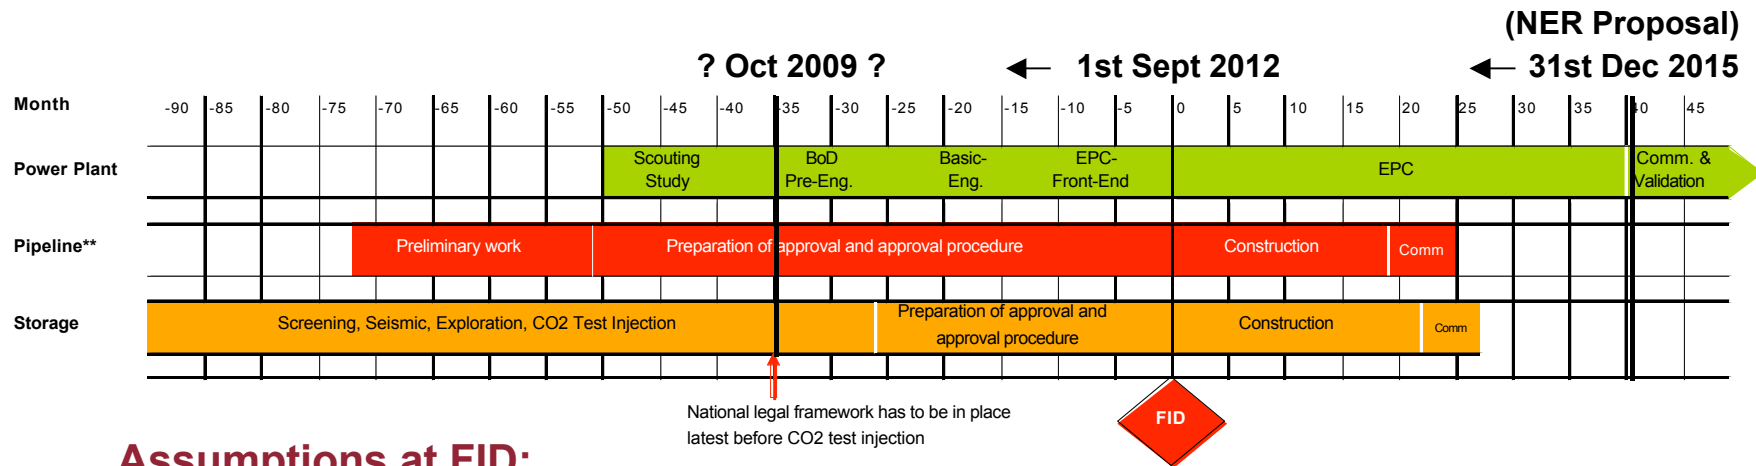 (NER Proposal)
? Oct 2009 ? ← 1st Sept 2012 ← 31st Dec 2015
Month -90 -85 -80 -75 -70 -65 -60 -55 -50 -45 -40 -35 -30 -25 -20 -15 -10 -5 0 5 10 15 20 25 30 35 40 45
Power Plant
Scouting Study
BoD Pre-Eng.
Basic-Eng.
EPC-Front-End
EPC
Comm. & Validation
Pipeline**
Preliminary work
Preparation of approval and approval procedure
Construction
Comm
Storage
Screening, Seismic, Exploration, CO2 Test Injection
Preparation of approval and
approval procedure
Construction
Comm
National legal framework has to be in place
latest before CO2 test injection
FID
Assumptions at FID: